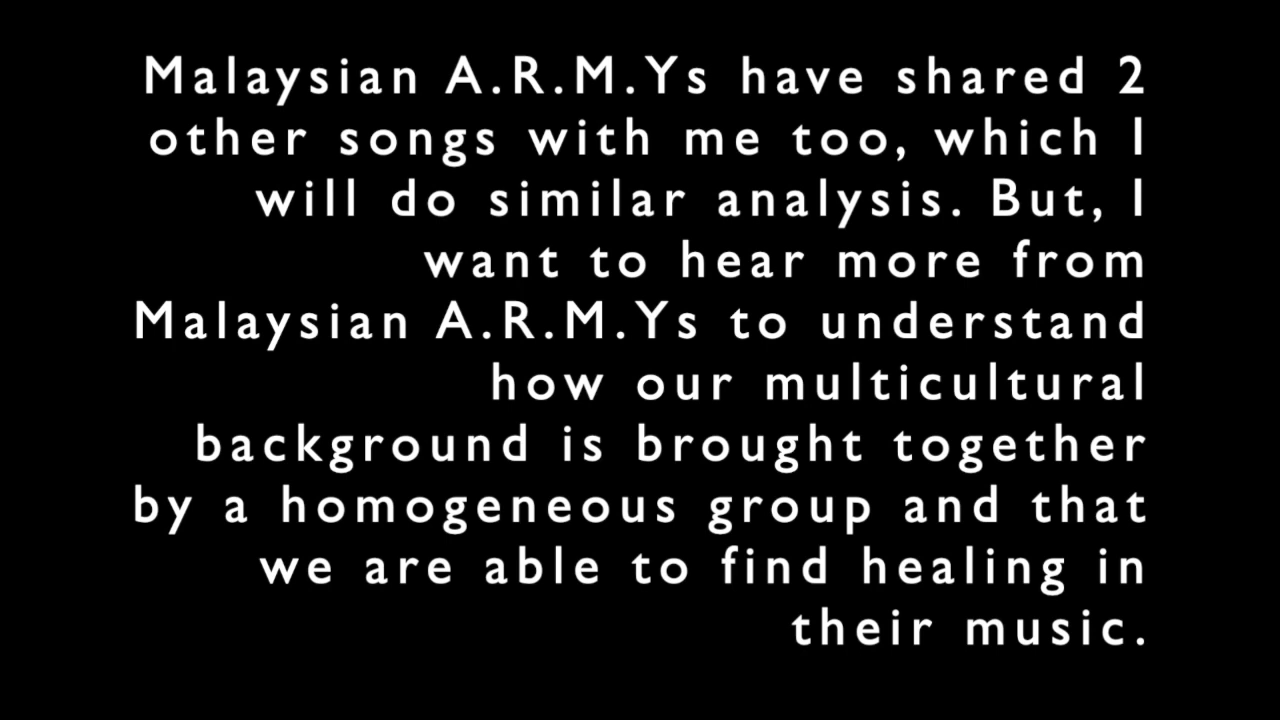 Malaysian A.R.M.Ys have shared 2
other songs with me too, which I
will do similar analysis. But, I
want to hear more from
Malaysian A.R.M.Ys to understand
how our multicultural
background is brought together
by a homogeneous group and that
we are able to find healing in
their music.